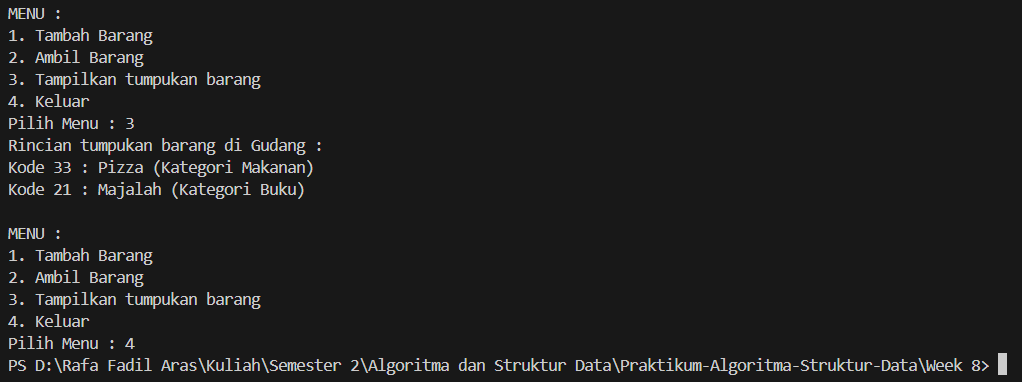 MENU :
1. Tambah Barang
2. Ambil Barang
3. Tampilkan tumpukan barang
4. Keluar
Pilih Menu : 3
Rincian tumpukan barang di Gudang :
Kode 33 : Pizza (Kategori Makanan)
Kode 21 : Majalah (Kategori Buku)

MENU :
1. Tambah Barang
2. Ambil Barang
3. Tampilkan tumpukan barang
4. Keluar
Pilih Menu : 4
PS D:\Rafa Fadil Aras\Kuliah\Semester 2\Algoritma dan Struktur Data\Praktikum-Algoritma-Struktur-Data\Week 8>